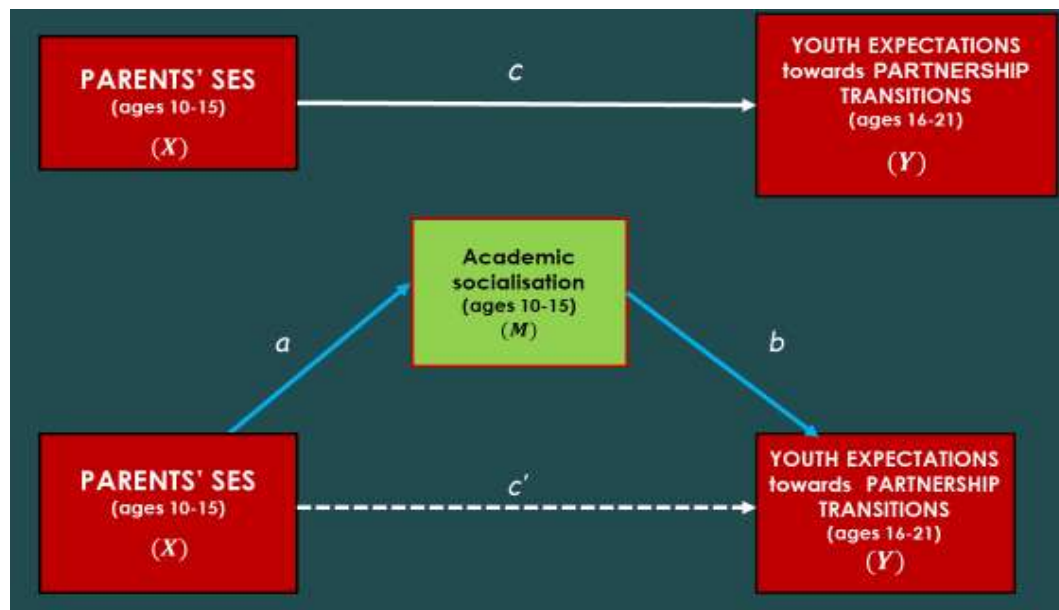 PARENTS' SES
(ages 10-15)
(X)
c
YOUTH EXPECTATIONS
towards PARTNERSHIP
TRANSITIONS
(ages 16-21)
(Y)
Academic
socialisation
(ages 10-15)
(M)
a
b
PARENTS' SES
(ages 10-15)
(X)
c'
YOUTH EXPECTATIONS
towards PARTNERSHIP
TRANSITIONS
(ages 16-21)
(Y)